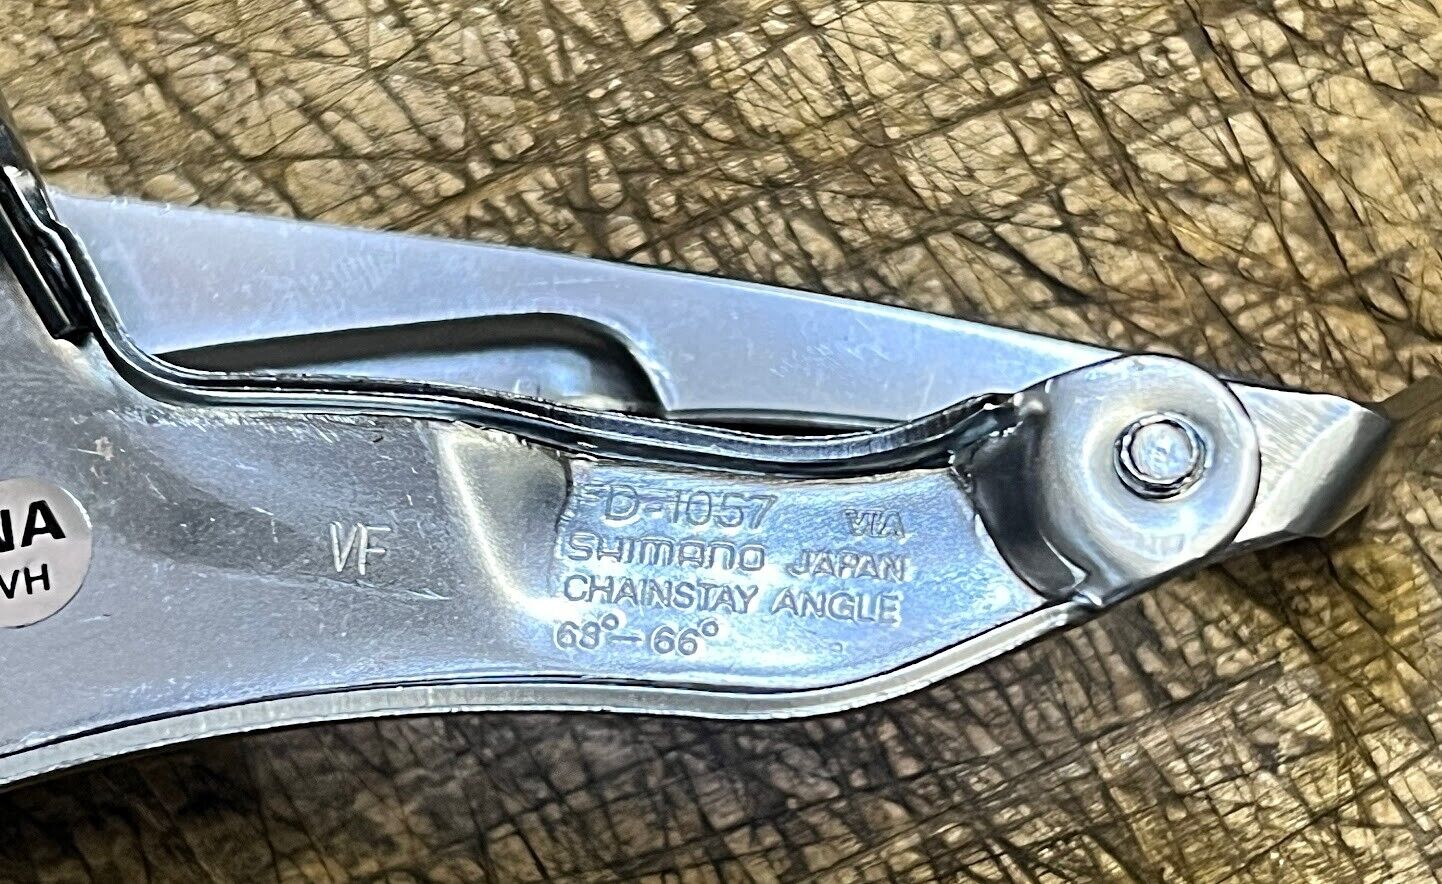 NA
VH
VF
FD-1057 VIA
SHIMANO JAPAN
CHAINSTAY ANGLE
68°-66°